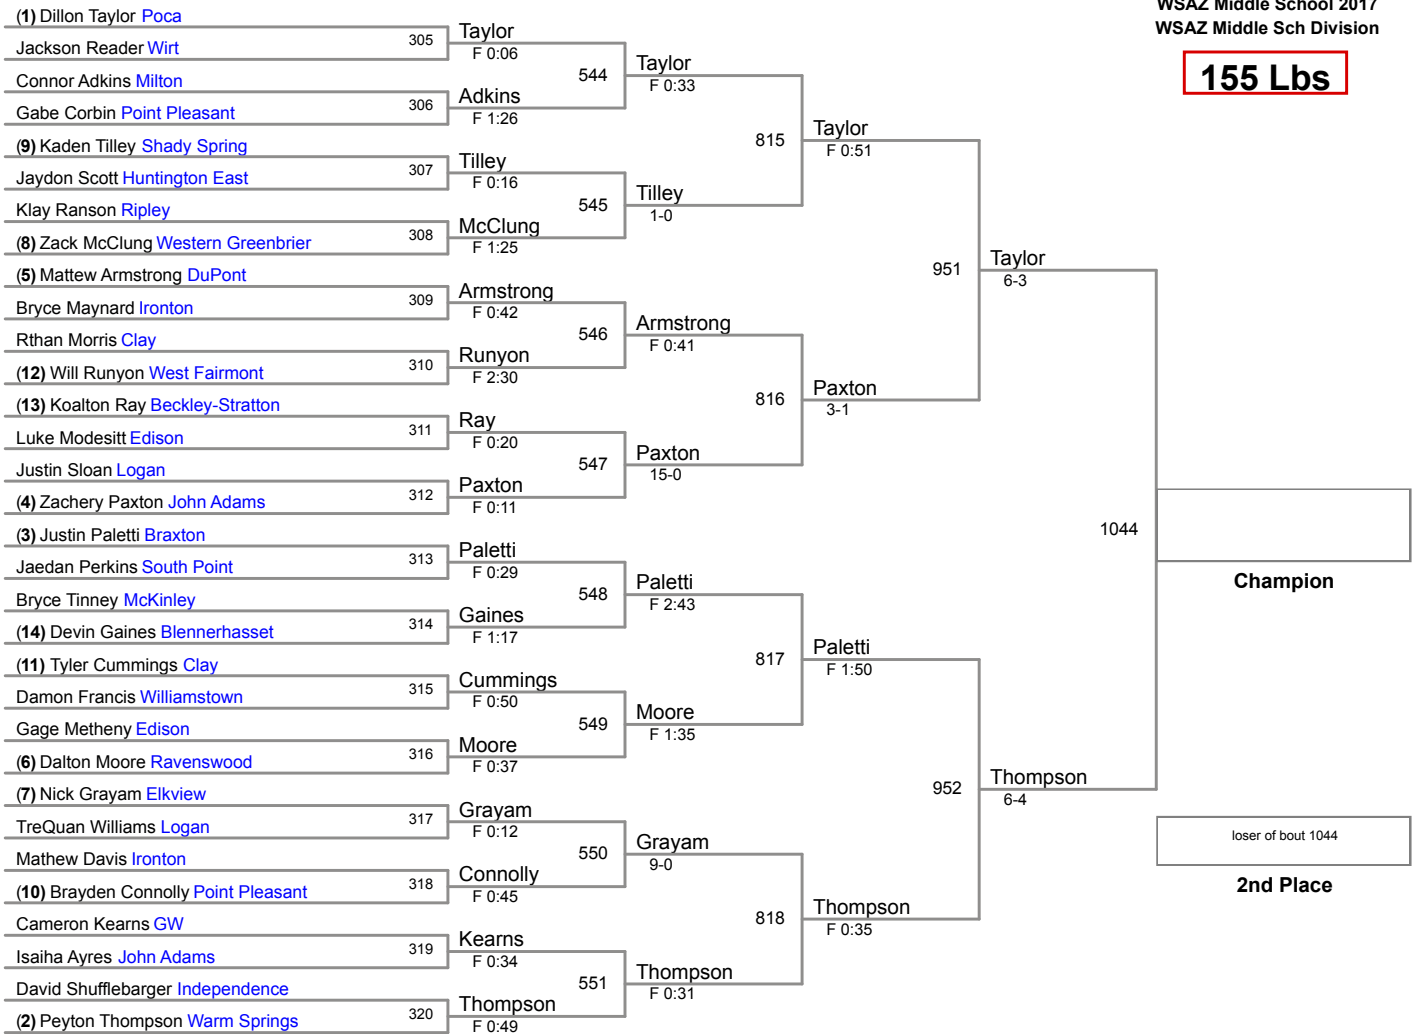 WSAZ Middle School 2017
WSAZ Middle Sch Division
155 Lbs
(1) Dillon Taylor Poca
Jackson Reader Wirt
Connor Adkins Milton
Gabe Corbin Point Pleasant
(9) Kaden Tilley Shady Spring
Jaydon Scott Huntington East
Klay Ranson Ripley
(8) Zack McClung Western Greenbrier
(5) Mattew Armstrong DuPont
Bryce Maynard Ironton
Rthan Morris Clay
(12) Will Runyon West Fairmont
(13) Koalton Ray Beckley-Stratton
Luke Modesitt Edison
Justin Sloan Logan
(4) Zachery Paxton John Adams
(3) Justin Paletti Braxton
Jaedan Perkins South Point
Bryce Tinney McKinley
(14) Devin Gaines Blennerhasset
(11) Tyler Cummings Clay
Damon Francis Williamstown
Gage Metheny Edison
(6) Dalton Moore Ravenswood
(7) Nick Grayam Elkview
TreQuan Williams Logan
Mathew Davis Ironton
(10) Brayden Connolly Point Pleasant
Cameron Kearns GW
Isaiha Ayres John Adams
David Shufflebarger Independence
(2) Peyton Thompson Warm Springs
305
306
307
308
309
310
311
312
313
314
315
316
317
318
319
320
Taylor
F 0:06
Adkins
F 1:26
Tilley
F 0:16
McClung
F 1:25
Armstrong
F 0:42
Runyon
F 2:30
Ray
F 0:20
Paxton
F 0:11
Paletti
F 0:29
Gaines
F 1:17
Cummings
F 0:50
Moore
F 0:37
Grayam
F 0:12
Connolly
F 0:45
Kearns
F 0:34
Thompson
F 0:49
544
545
546
547
548
549
550
551
Taylor
F 0:33
Tilley
1-0
Armstrong
F 0:41
Paxton
15-0
Paletti
F 2:43
Moore
F 1:35
Grayam
9-0
Thompson
F 0:31
815
816
817
818
Taylor
F 0:51
Paxton
3-1
Paletti
F 1:50
Thompson
F 0:35
951
952
Taylor
6-3
Thompson
6-4
1044
Champion
loser of bout 1044
2nd Place